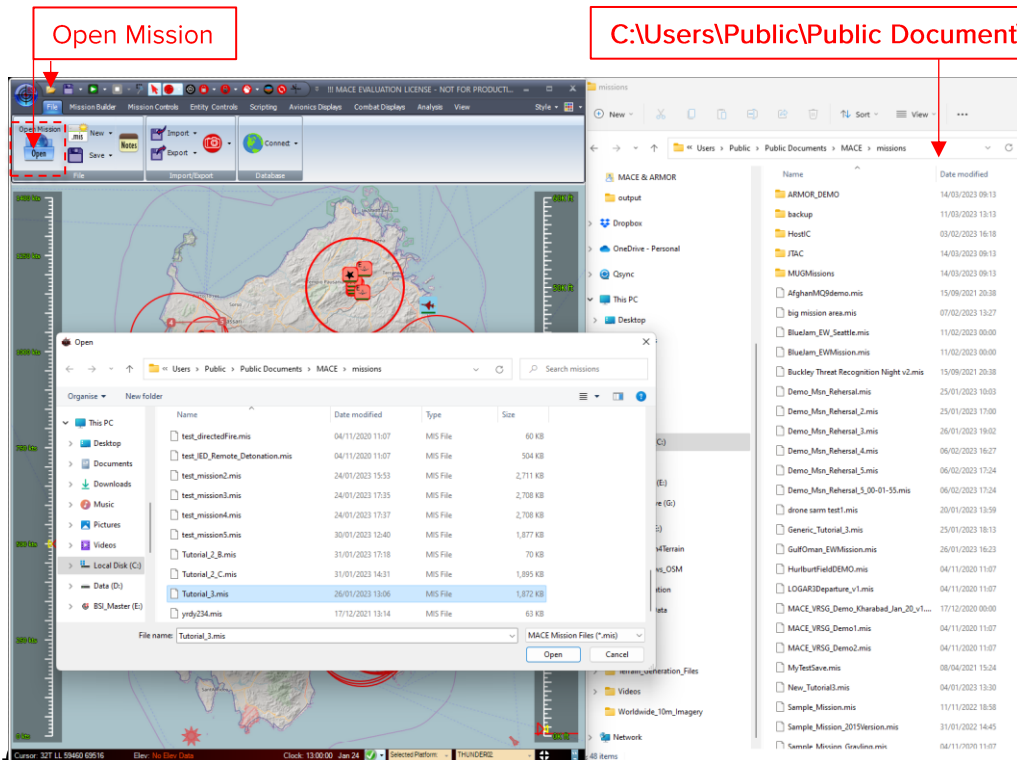 Open Mission
C:\Users\Public\Public Document
!!! MACE EVALUATION LICENSE - NOT FOR PRODUCTI...
File Mission Builder Mission Controls Entity Controls Scripting Avionics Displays Combat Displays Analysis View Style
Open Mission
Open
.mis New
Save
Notes
Import
Export
Connect
File Import/Export Database
missions
New Sort View
Users > Public > Public Documents > MACE > missions
MACE & ARMOR
output
Dropbox
OneDrive - Personal
Qsync
This PC
Desktop
C:)
(E:)
ve (G:)
n4Terrain
ws_OSM
Terrain_Generation_Files
Videos
Worldwide_10m_Imagery
Network
48 items
Name Date modified
ARMOR_DEMO 14/03/2023 09:13
backup 11/03/2023 13:13
HostIC 03/02/2023 16:18
JTAC 14/03/2023 09:13
MUGMissions 14/03/2023 09:13
AfghanMQ9demo.mis 15/09/2021 20:38
big mission area.mis 07/02/2023 13:27
BlueJam_EW_Seattle.mis 11/02/2023 00:00
BlueJam_EWMission.mis 11/02/2023 00:00
Buckley Threat Recognition Night v2.mis 15/09/2021 20:38
Demo_Msn_Rehersal.mis 25/01/2023 10:03
Demo_Msn_Rehersal_2.mis 25/01/2023 17:00
Demo_Msn_Rehersal_3.mis 26/01/2023 19:02
Demo_Msn_Rehersal_4.mis 06/02/2023 16:27
Demo_Msn_Rehersal_5.mis 06/02/2023 17:24
Demo_Msn_Rehersal_5_00-01-55.mis 06/02/2023 17:24
drone sarm test1.mis 20/01/2023 13:59
Generic_Tutorial_3.mis 25/01/2023 18:13
GulfOman_EWMission.mis 26/01/2023 16:23
HurlburtFieldDEMO.mis 04/11/2020 11:07
LOGAR3Departure_v1.mis 04/11/2020 11:07
MACE_VRSG_Demo_Kharabad_Jan_20_v1.... 17/12/2020 00:00
MACE_VRSG_Demo1.mis 04/11/2020 11:07
MACE_VRSG_Demo2.mis 04/11/2020 11:07
MyTestSave.mis 08/04/2021 15:24
New_Tutorial3.mis 04/01/2023 13:30
Sample_Mission.mis 11/11/2022 18:58
Sample_Mission_2015Version.mis 31/01/2022 14:45
Sample_Mission_Grayling.mis 04/11/2020 11:07
Open
Users > Public > Public Documents > MACE > missions
Search missions
Organise New folder
This PC
Desktop
Documents
Downloads
Music
Pictures
Videos
Local Disk (C:)
Data (D:)
BSI_Master (E:)
Name Date modified Type Size
test_directedFire.mis 04/11/2020 11:07 MIS File 60 KB
test_IED_Remote_Detonation.mis 04/11/2020 11:07 MIS File 504 KB
test_mission2.mis 24/01/2023 15:53 MIS File 2,711 KB
test_mission3.mis 24/01/2023 17:35 MIS File 2,708 KB
test_mission4.mis 24/01/2023 17:37 MIS File 2,708 KB
test_mission5.mis 30/01/2023 12:40 MIS File 1,877 KB
Tutorial_2_B.mis 31/01/2023 17:18 MIS File 70 KB
Tutorial_2_C.mis 31/01/2023 14:31 MIS File 1,895 KB
Tutorial_3.mis 26/01/2023 13:06 MIS File 1,872 KB
yrdy234.mis 17/12/2021 13:14 MIS File 63 KB
File name: Tutorial_3.mis MACE Mission Files (*.mis)
Open Cancel
Cursor: 32T LL 59460 69516 Elev: No Elev Data Clock: 13:00:00 Jan 24 Selected Platform: THUNDER02